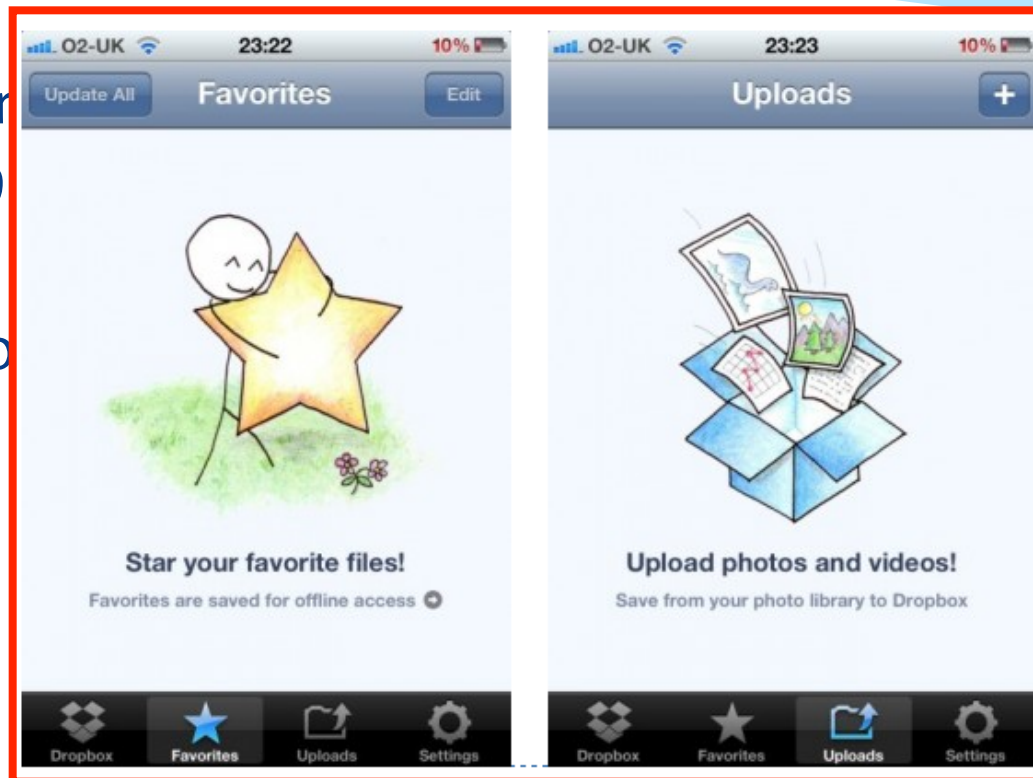 O2-UK 23:22 10%
Update All Favorites Edit
Star your favorite files!
Favorites are saved for offline access
Dropbox Favorites Uploads Settings
O2-UK 23:23 10%
Uploads +
Upload photos and videos!
Save from your photo library to Dropbox
Dropbox Favorites Uploads Settings